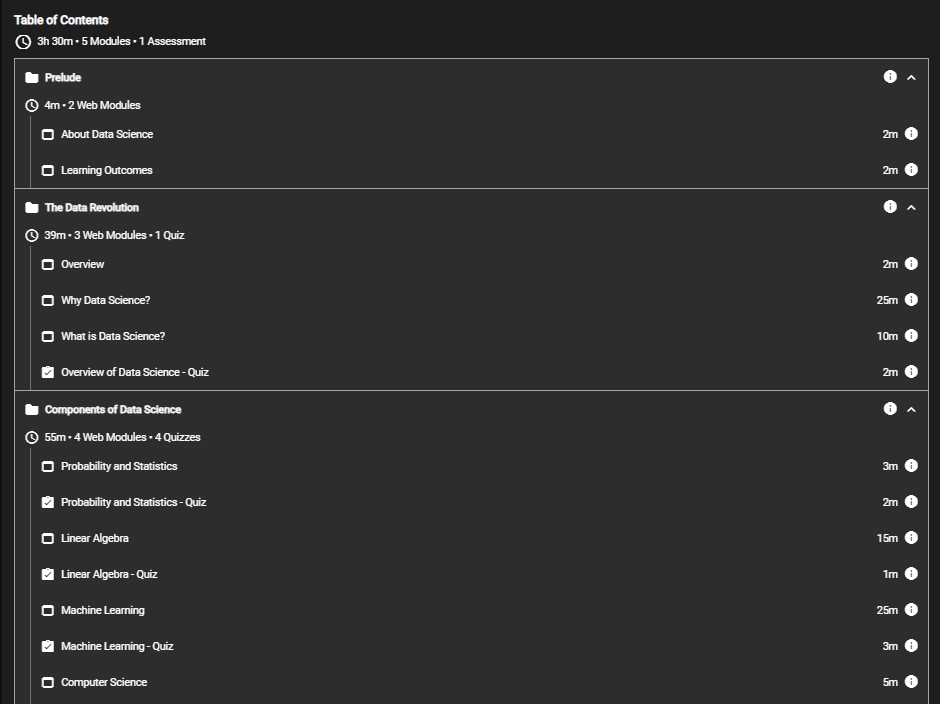 Table of Contents
3h 30m • 5 Modules • 1 Assessment
Prelude
4m • 2 Web Modules
About Data Science 2m
Learning Outcomes 2m
The Data Revolution
39m • 3 Web Modules • 1 Quiz
Overview 2m
Why Data Science? 25m
What is Data Science? 10m
Overview of Data Science - Quiz 2m
Components of Data Science
55m • 4 Web Modules • 4 Quizzes
Probability and Statistics 3m
Probability and Statistics - Quiz 2m
Linear Algebra 15m
Linear Algebra - Quiz 1m
Machine Learning 25m
Machine Learning - Quiz 3m
Computer Science 5m